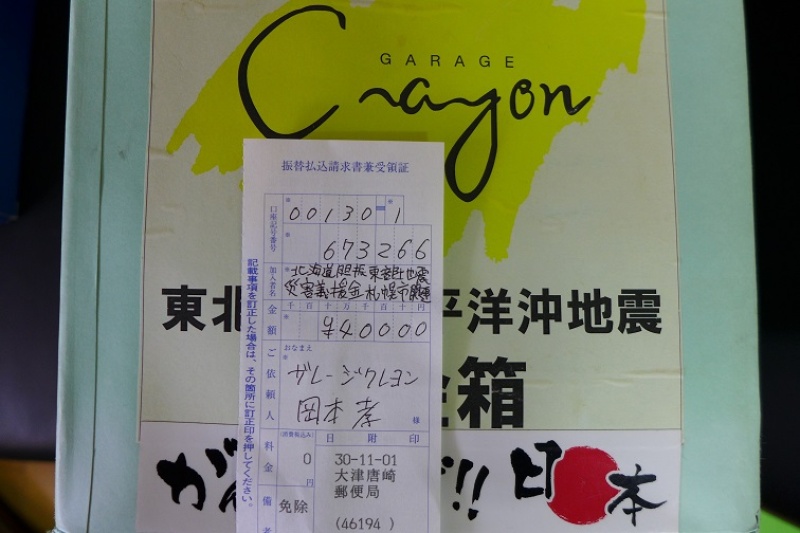 GARAGE
Crayon
振替払込請求書兼受領証
口座記号番号
00130 1
673266
加入者名
北海道胆振東部地震
災害義援金札幌市
金額
千百十万千百十円
¥40000
ご依頼人
おなまえ
ガレージクレヨン
岡本孝
様
料金
(消費税込み)
0
円
日附印
30-11-01
大津唐崎
郵便局
(46194 )
備考
免除
記載事項を訂正した場合は、その箇所に訂正印を押してください。
東北
平洋沖地震
箱
がん
!!
日本